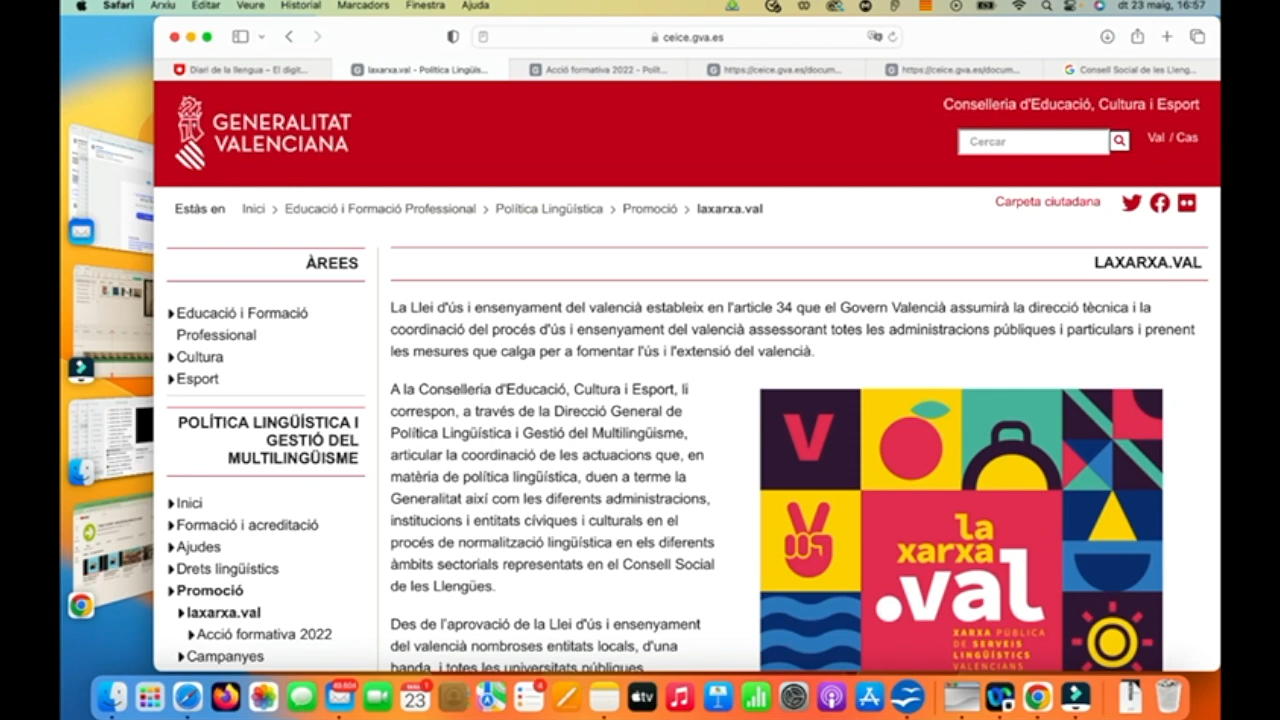 Safari Arxiu Editar Veure Historial Marcadors Finestra Ajuda dt 23 maig, 16:57
ceice.gva.es
Diari de la llengua – El digit... laxarxa.val - Política Lingüís... Acció formativa 2022 - Polít... https://ceice.gva.es/docum... https://ceice.gva.es/docum... Consell Social de les Lleng...
GENERALITAT
VALENCIANA
Conselleria d'Educació, Cultura i Esport
Cercar
Val / Cas
Estàs en Inici > Educació i Formació Professional > Política Lingüística > Promoció > laxarxa.val
Carpeta ciutadana
ÀREES
Educació i Formació
Professional
Cultura
Esport
POLÍTICA LINGÜÍSTICA I
GESTIÓ DEL
MULTILINGÜISME
Inici
Formació i acreditació
Ajudes
Drets lingüístics
Promoció
laxarxa.val
Acció formativa 2022
Campanyes
LAXARXA.VAL
La Llei d'ús i ensenyament del valencià estableix en l'article 34 que el Govern Valencià assumirà la direcció tècnica i la
coordinació del procés d'ús i ensenyament del valencià assessorant totes les administracions públiques i particulars i prenent
les mesures que calga per a fomentar l'ús i l'extensió del valencià.
A la Conselleria d'Educació, Cultura i Esport, li
correspon, a través de la Direcció General de
Política Lingüística i Gestió del Multilingüisme,
articular la coordinació de les actuacions que, en
matèria de política lingüística, duen a terme la
Generalitat així com les diferents administracions,
institucions i entitats cíviques i culturals en el
procés de normalització lingüística en els diferents
àmbits sectorials representats en el Consell Social
de les Llengües.
Des de l'aprovació de la Llei d'ús i ensenyament
del valencià nombroses entitats locals, d'una
banda, i totes les universitats públiques
V
la
xarxa
.val
XARXA PÚBLICA
DE SERVEIS
LINGÜÍSTICS
VALENCIANS
23
tv